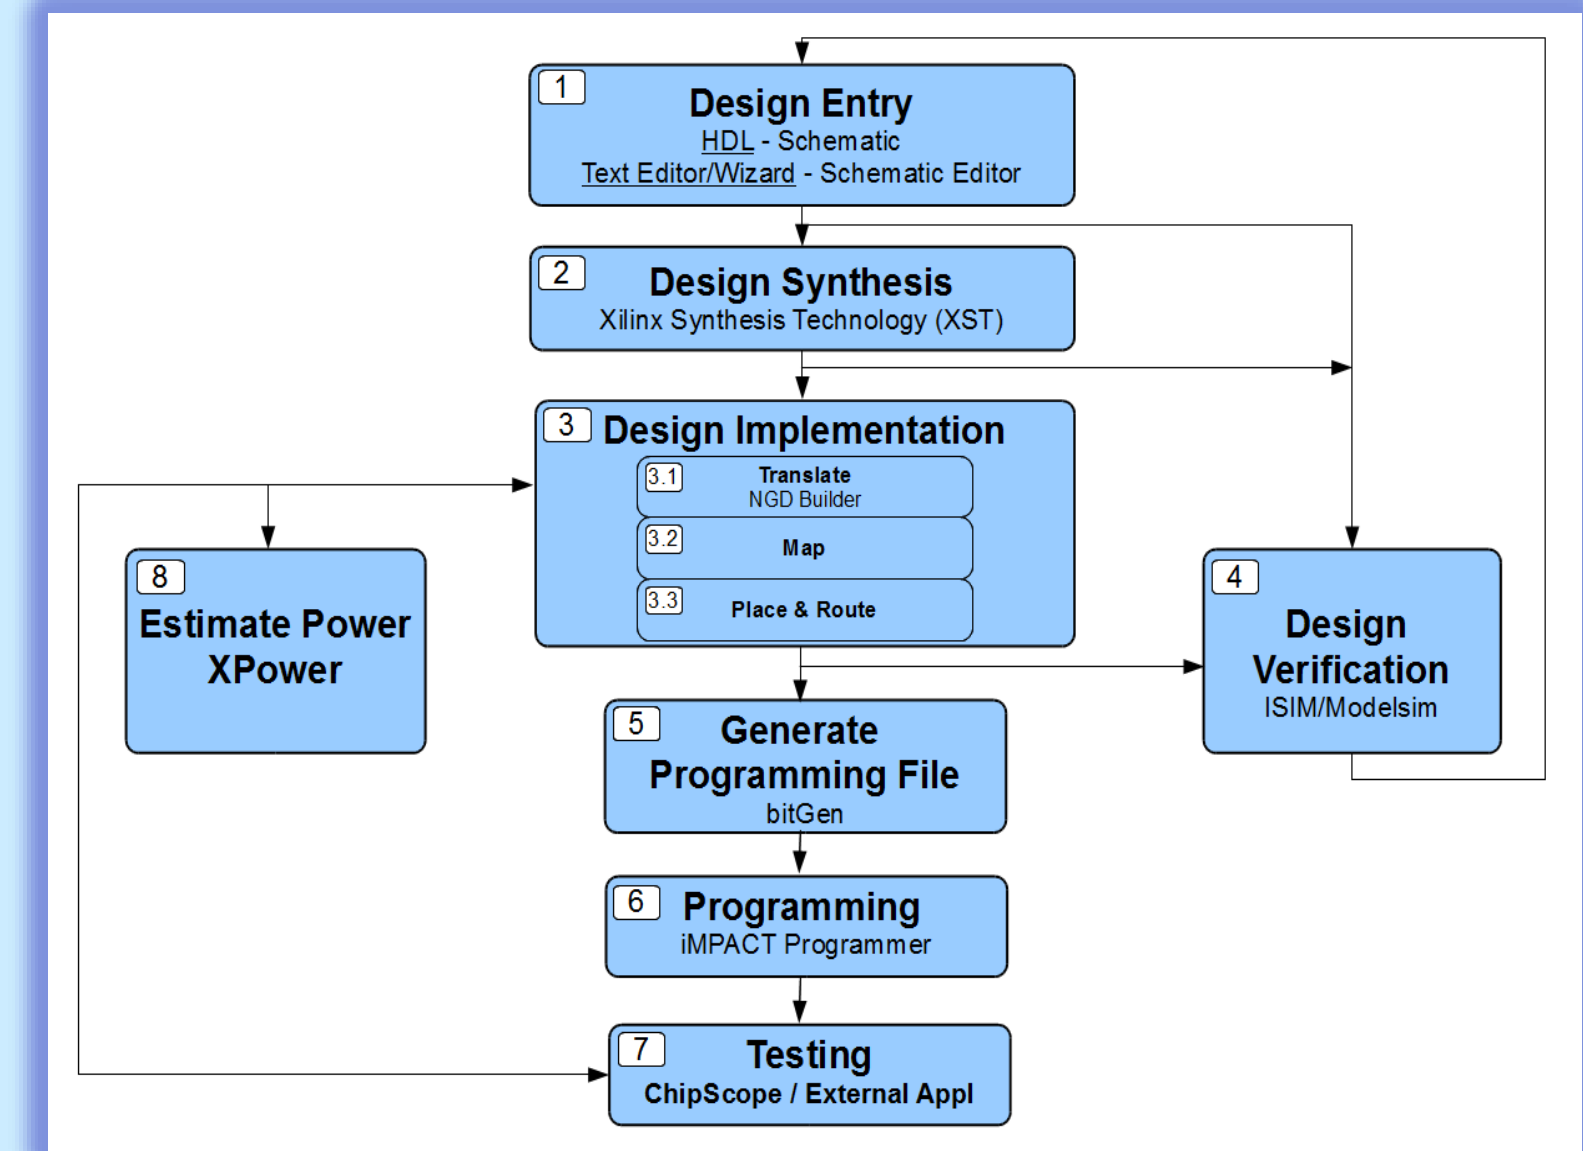 1
Design Entry
HDL - Schematic
Text Editor/Wizard - Schematic Editor
2
Design Synthesis
Xilinx Synthesis Technology (XST)
3
Design Implementation
3.1
Translate
NGD Builder
3.2
Map
3.3
Place & Route
8
Estimate Power
XPower
4
Design
Verification
ISIM/Modelsim
5
Generate
Programming File
bitGen
6
Programming
iMPACT Programmer
7
Testing
ChipScope / External Appl